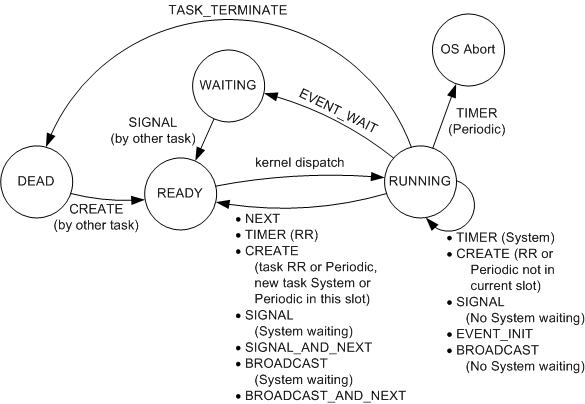 TASK_TERMINATE
OS Abort
WAITING
EVENT_WAIT
TIMER
(Periodic)
SIGNAL
(by other task)
kernel dispatch
DEAD
READY
RUNNING
CREATE
(by other task)
• NEXT
• TIMER (RR)
• CREATE
(task RR or Periodic,
new task System or
Periodic in this slot)
• SIGNAL
(System waiting)
• SIGNAL_AND_NEXT
• BROADCAST
(System waiting)
• BROADCAST_AND_NEXT
• TIMER (System)
• CREATE (RR or
Periodic not in
current slot)
• SIGNAL
(No System waiting)
• EVENT_INIT
• BROADCAST
(No System waiting)